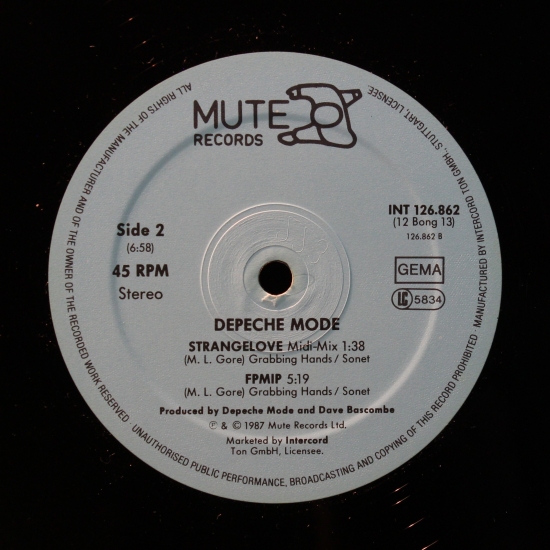 MUTE
RECORDS
Side 2
(6:58)
45 RPM
Stereo
INT 126.862
(12 Bong 13)
126.862 B
GEMA
LC 5834
DEPECHE MODE
STRANGELOVE Midi-Mix 1:38
(M. L. Gore) Grabbing Hands / Sonet
FPMIP 5:19
(M. L. Gore) Grabbing Hands / Sonet
Produced by Depeche Mode and Dave Bascombe
℗ & © 1987 Mute Records Ltd.
Marketed by Intercord
Ton GmbH, Licensee.
ALL RIGHTS OF THE MANUFACTURER AND OF THE OWNER OF THE RECORDED WORK RESERVED · UNAUTHORISED PUBLIC PERFORMANCE, BROADCASTING AND COPYING OF THIS RECORD PROHIBITED · MANUFACTURED BY INTERCORD TON GMBH., STUTTGART, LICENSEE.